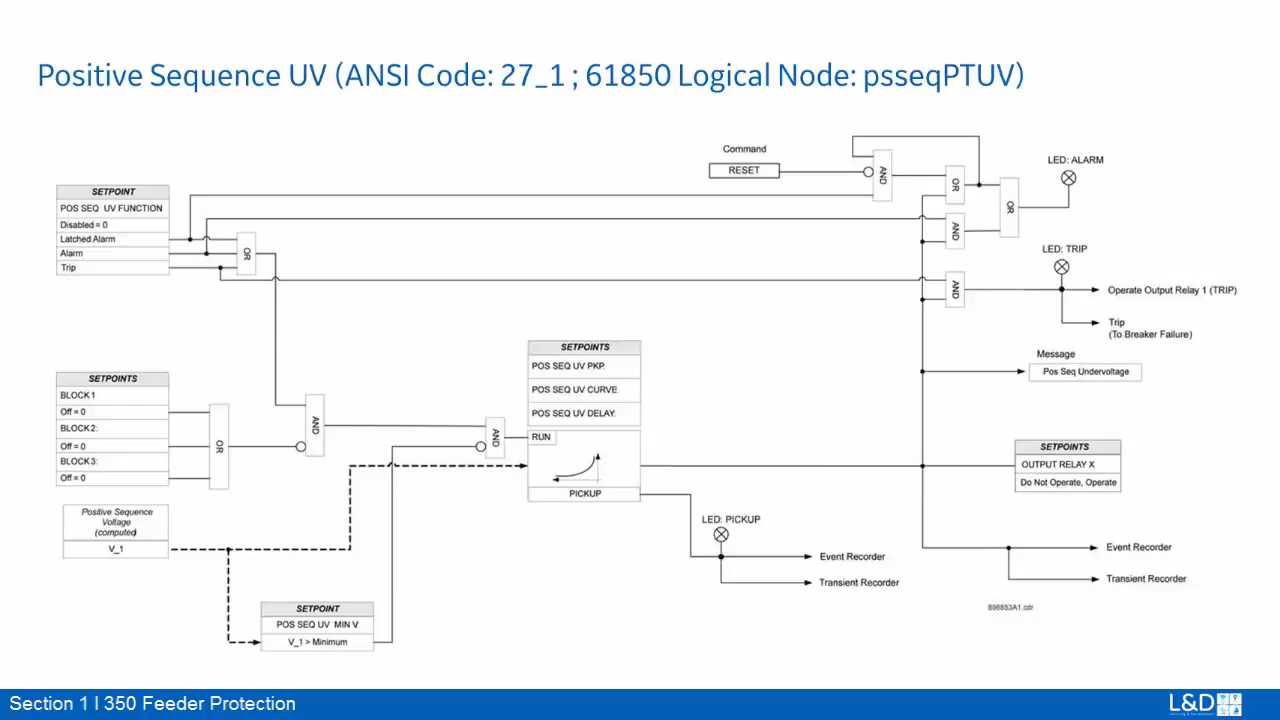 Positive Sequence UV (ANSI Code: 27_1 ; 61850 Logical Node: psseqPTUV)
Command
RESET
AND
OR
LED: ALARM
OR
AND
SETPOINT
POS SEQ UV FUNCTION
Disabled = 0
Latched Alarm
Alarm
Trip
OR
LED: TRIP
AND
Operate Output Relay 1 (TRIP)
Trip
(To Breaker Failure)
Message
Pos Seq Undervoltage
SETPOINTS
POS SEQ UV PKP.
POS SEQ UV CURVE
POS SEQ UV DELAY.
RUN
PICKUP
SETPOINTS
BLOCK 1
Off = 0
BLOCK 2:
Off = 0
BLOCK 3:
Off = 0
OR
AND
AND
SETPOINTS
OUTPUT RELAY X
Do Not Operate, Operate
Positive Sequence
Voltage
(computed)
V_1
LED: PICKUP
Event Recorder
Transient Recorder
Event Recorder
Transient Recorder
898853A1.cdr
SETPOINT
POS SEQ UV MIN V
V_1 > Minimum
Section 1 I 350 Feeder Protection
L&D